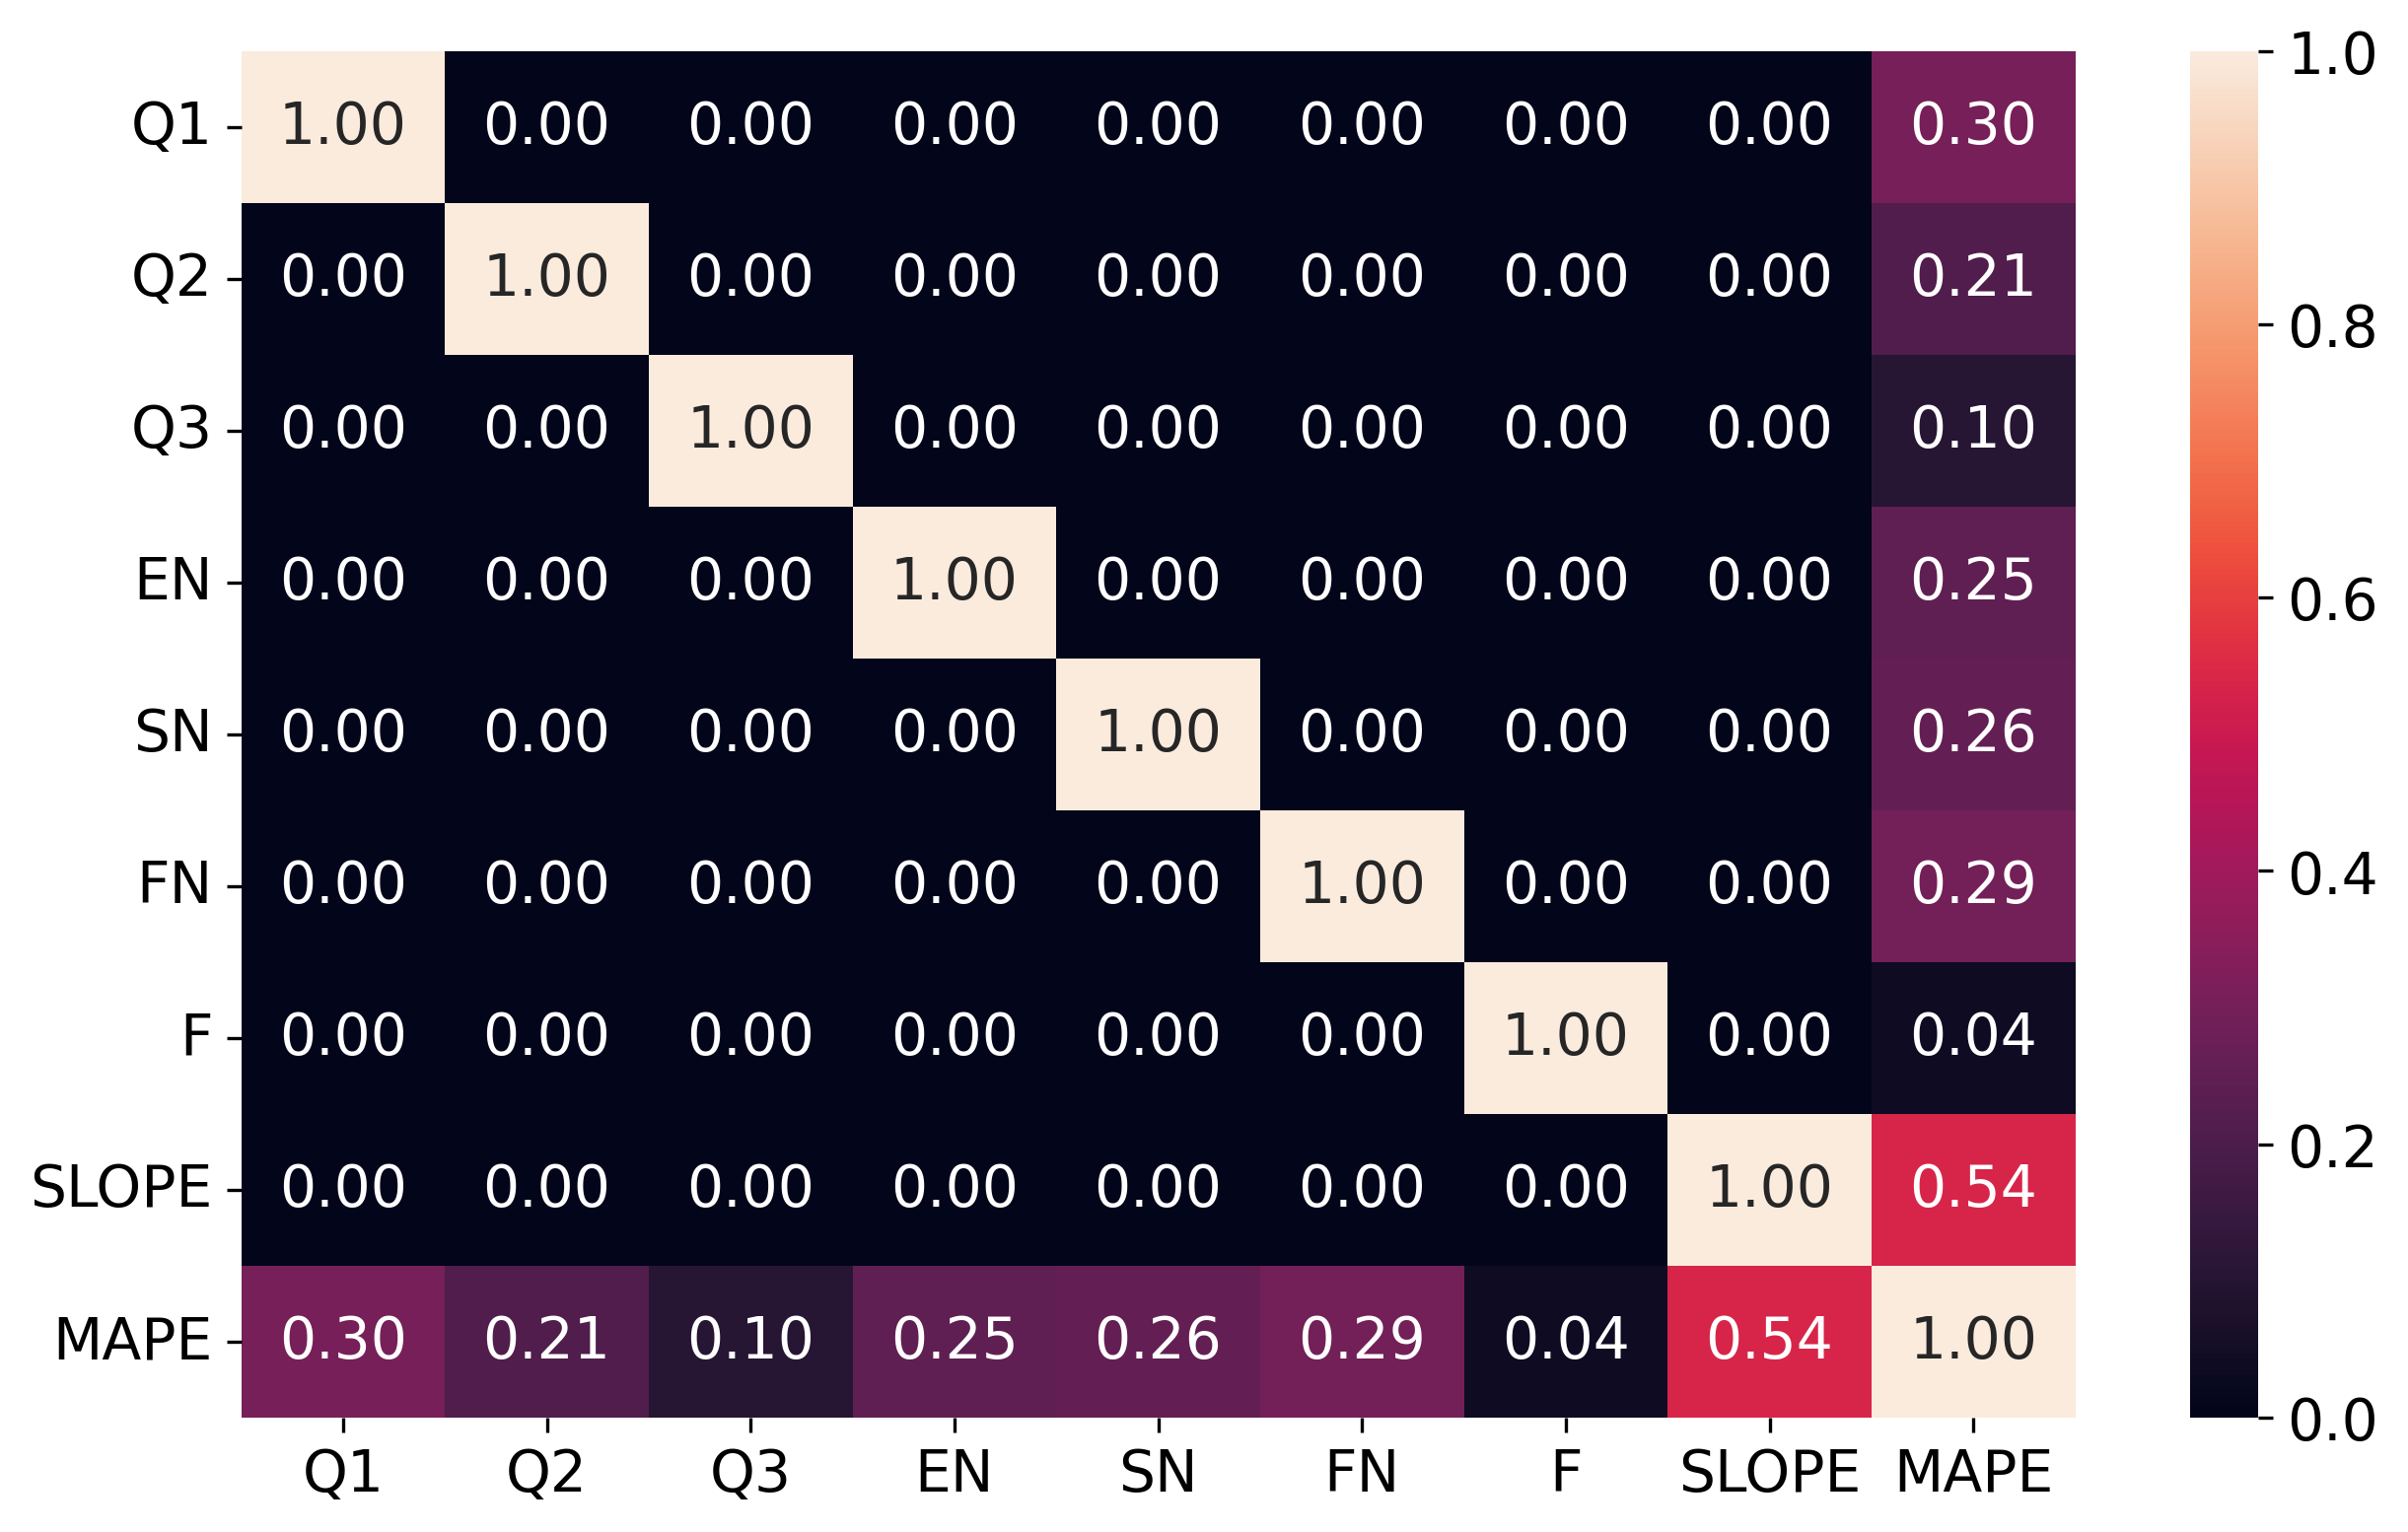 Q1 1.00 0.00 0.00 0.00 0.00 0.00 0.00 0.00 0.30
Q2 0.00 1.00 0.00 0.00 0.00 0.00 0.00 0.00 0.21
Q3 0.00 0.00 1.00 0.00 0.00 0.00 0.00 0.00 0.10
EN 0.00 0.00 0.00 1.00 0.00 0.00 0.00 0.00 0.25
SN 0.00 0.00 0.00 0.00 1.00 0.00 0.00 0.00 0.26
FN 0.00 0.00 0.00 0.00 0.00 1.00 0.00 0.00 0.29
F 0.00 0.00 0.00 0.00 0.00 0.00 1.00 0.00 0.04
SLOPE 0.00 0.00 0.00 0.00 0.00 0.00 0.00 1.00 0.54
MAPE 0.30 0.21 0.10 0.25 0.26 0.29 0.04 0.54 1.00
Q1 Q2 Q3 EN SN FN F SLOPE MAPE
1.0
0.8
0.6
0.4
0.2
0.0